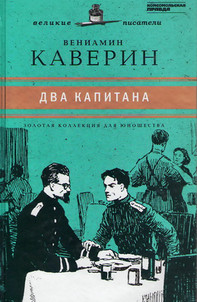 КОМСОМОЛЬСКАЯ
ПРАВДА
великие писатели
ВЕНИАМИН
КАВЕРИН
ДВА КАПИТАНА
ЗОЛОТАЯ КОЛЛЕКЦИЯ ДЛЯ ЮНОШЕСТВА